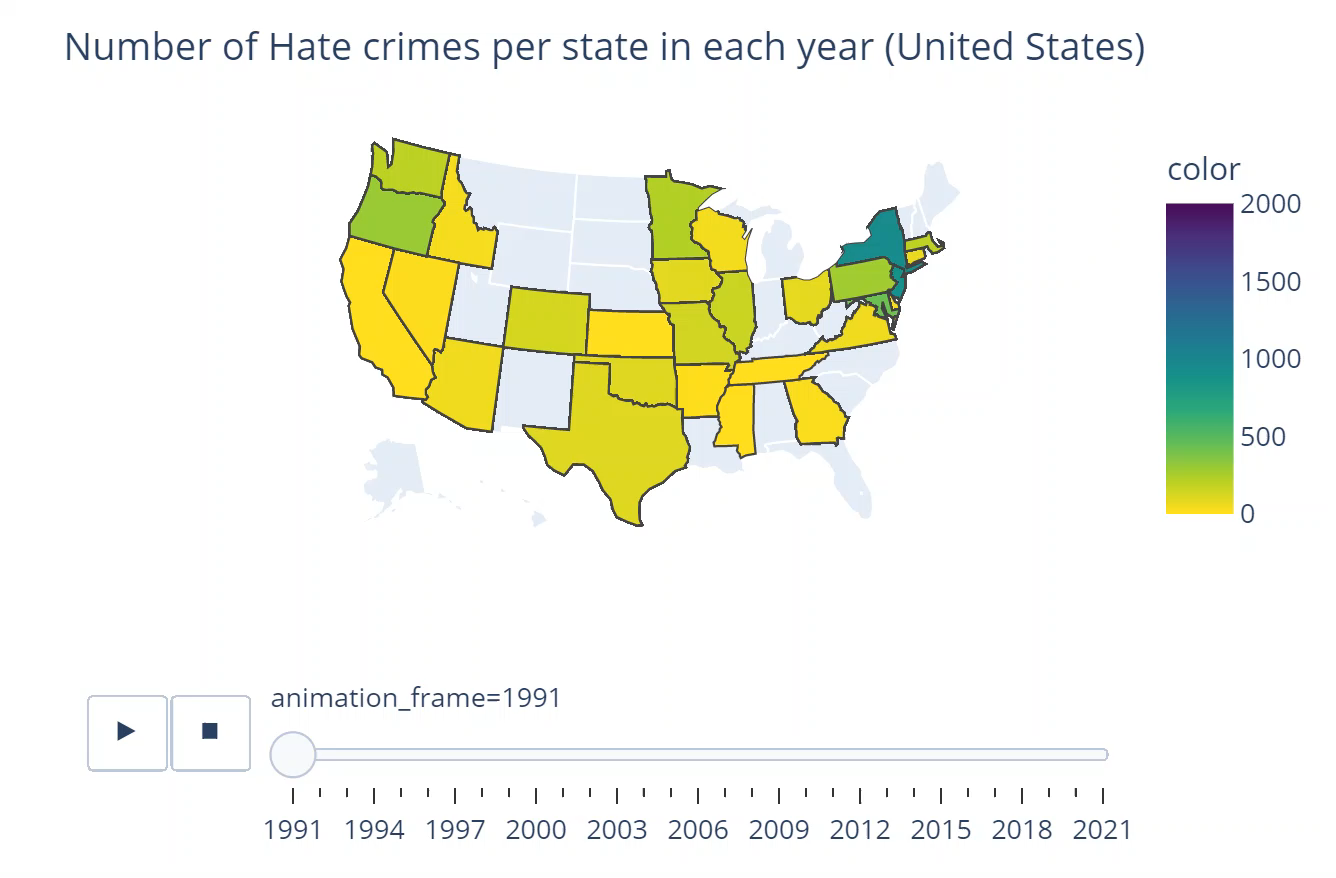 Number of Hate crimes per state in each year (United States)
color
2000
1500
1000
500
0
animation_frame=1991
1991 1994 1997 2000 2003 2006 2009 2012 2015 2018 2021